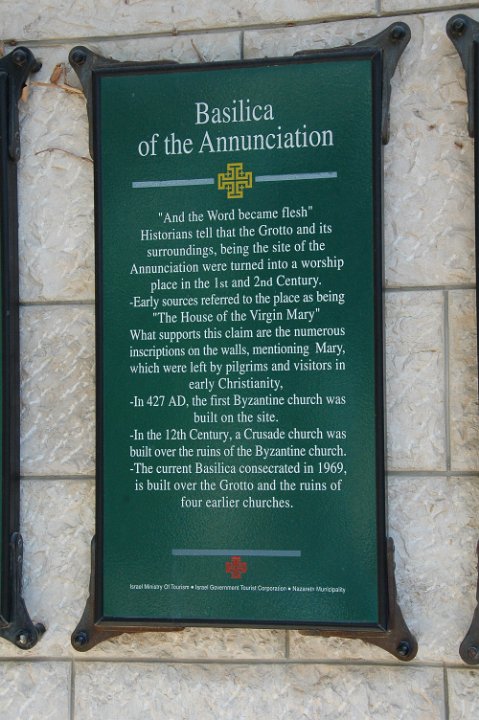 Basilica
of the Annunciation
"And the Word became flesh"
Historians tell that the Grotto and its
surroundings, being the site of the
Annunciation were turned into a worship
place in the 1st and 2nd Century.
-Early sources referred to the place as being
"The House of the Virgin Mary"
What supports this claim are the numerous
inscriptions on the walls, mentioning Mary,
which were left by pilgrims and visitors in
early Christianity,
-In 427 AD, the first Byzantine church was
built on the site.
-In the 12th Century, a Crusade church was
built over the ruins of the Byzantine church.
-The current Basilica consecrated in 1969,
is built over the Grotto and the ruins of
four earlier churches.
Israel Ministry Of Tourism ● Israel Government Tourist Corporation ● Nazareth Municipality